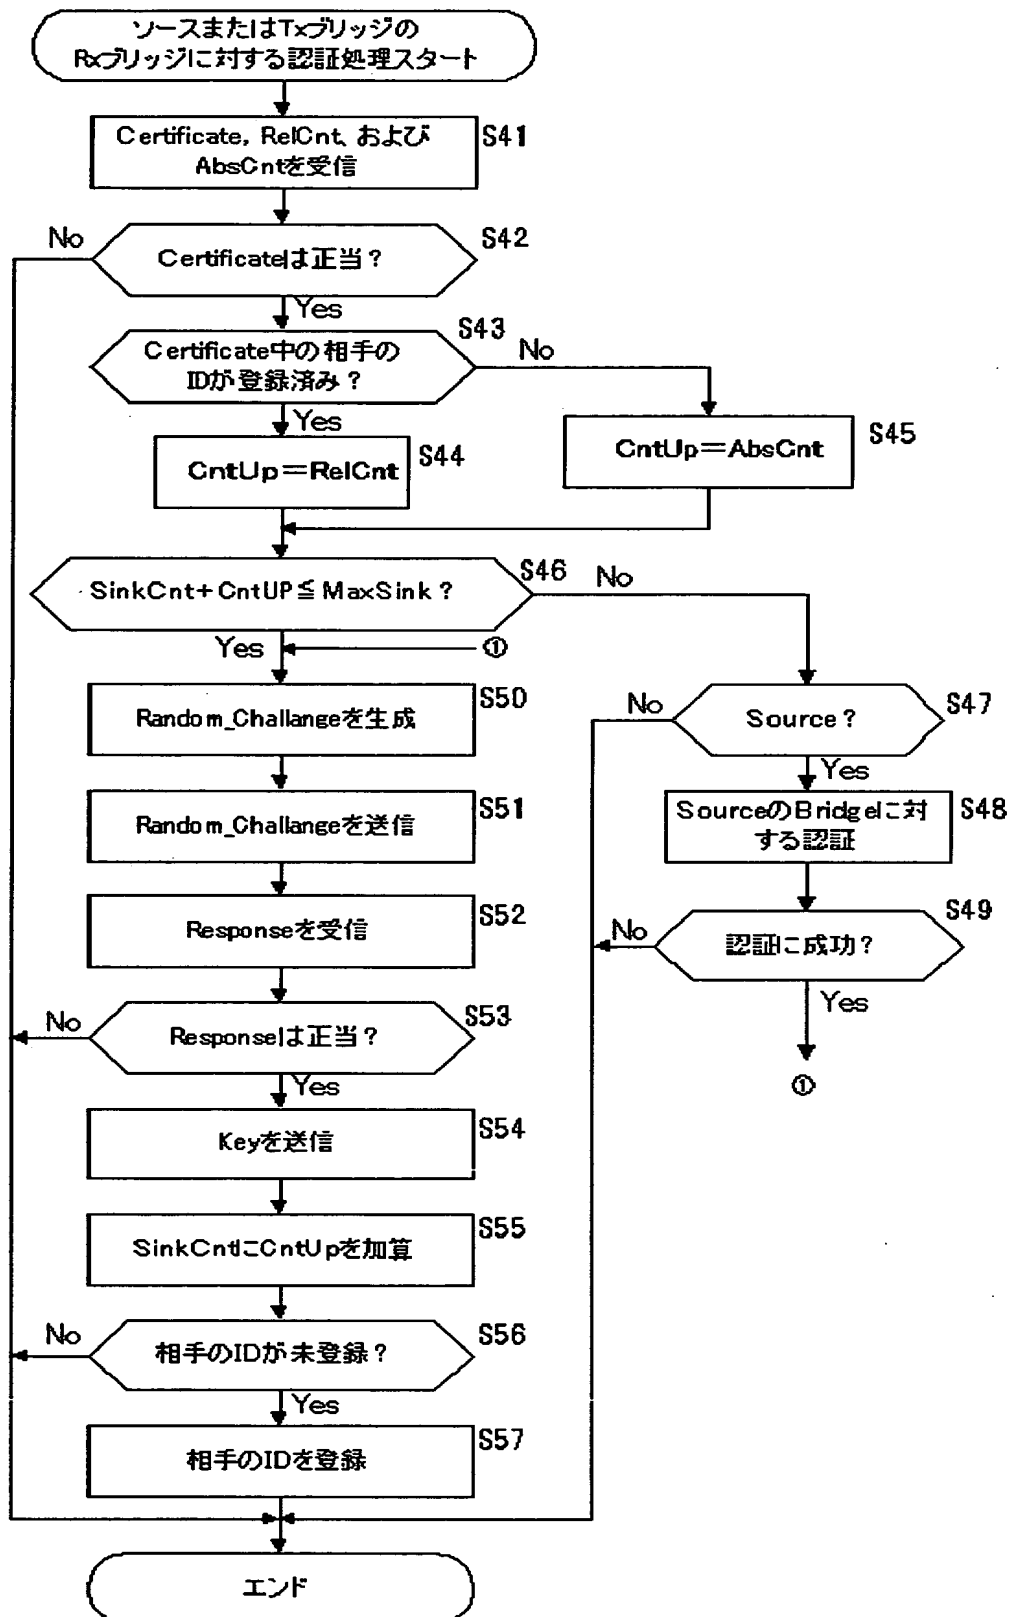 ソースまたはTxブリッジの
Rxブリッジに対する認証処理スタート
Certificate, RelCnt、および
AbsCntを受信
S41
No
Certificateは正当？
S42
Yes
S43
Certificate中の相手の
IDが登録済み？
No
Yes
CntUp＝RelCnt
S44
CntUp＝AbsCnt
S45
SinkCnt+CntUP≦MaxSink？
S46
No
Yes
①
Random_Challangeを生成
S50
No
Source？
S47
Yes
Random_Challangeを送信
S51
SourceのBridgeに対
する認証
S48
Responseを受信
S52
No
認証に成功？
S49
Yes
①
No
Responseは正当？
S53
Yes
Keyを送信
S54
SinkCntにCntUpを加算
S55
No
相手のIDが未登録？
S56
Yes
相手のIDを登録
S57
エンド